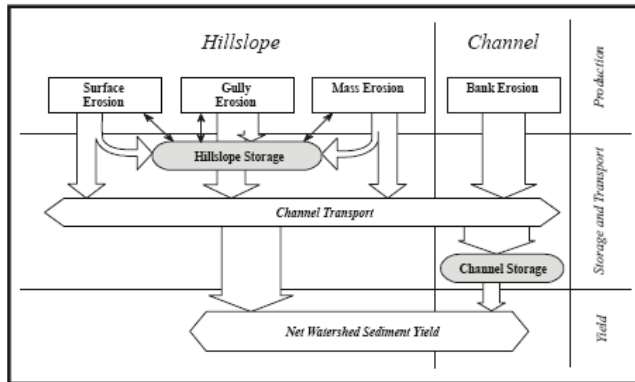 Hillslope
Channel
Surface
Erosion
Gully
Erosion
Mass Erosion
Bank Erosion
Production
Hillslope Storage
Channel Transport
Channel Storage
Storage and Transport
Net Watershed Sediment Yield
Yield